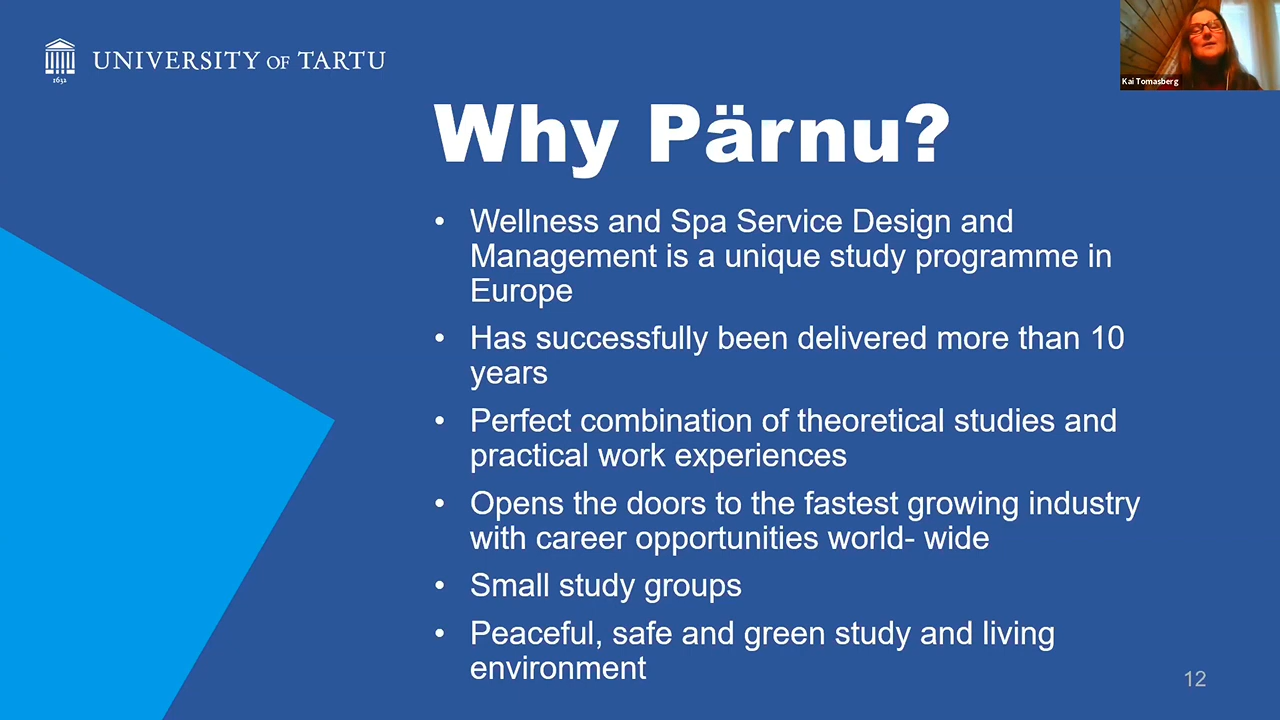 UNIVERSITY OF TARTU
1632
Kai Tomasberg
Why Pärnu?
• Wellness and Spa Service Design and
Management is a unique study programme in
Europe
• Has successfully been delivered more than 10
years
• Perfect combination of theoretical studies and
practical work experiences
• Opens the doors to the fastest growing industry
with career opportunities world- wide
• Small study groups
• Peaceful, safe and green study and living
environment
12